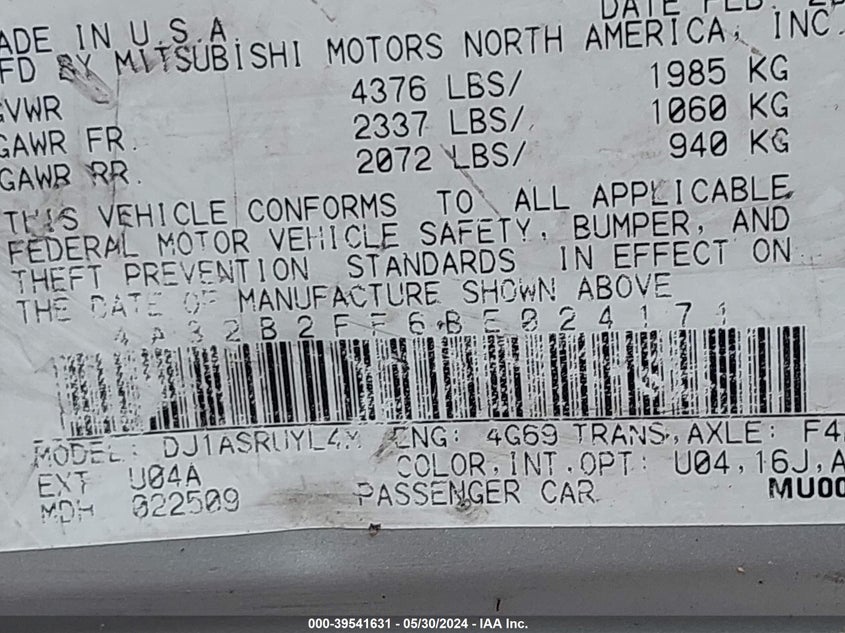 DATE FEB. 2
ADE IN U.S.A.
FD BY MITSUBISHI MOTORS NORTH AMERICA, INC.
GVWR 4376 LBS/ 1985 KG
GAWR FR. 2337 LBS/ 1060 KG
GAWR RR. 2072 LBS/ 940 KG
THIS VEHICLE CONFORMS TO ALL APPLICABLE
FEDERAL MOTOR VEHICLE SAFETY, BUMPER, AND
THEFT PREVENTION STANDARDS IN EFFECT ON
THE DATE OF MANUFACTURE SHOWN ABOVE
4A32B2FF6BE024171
MODEL: DJ1ASRUYL4M ENG: 4G69 TRANS,AXLE: F4
EXT U04A COLOR,INT.OPT: U04,16J,A
MDH 022509 PASSENGER CAR MU00
000-39541631 - 05/30/2024 - IAA Inc.